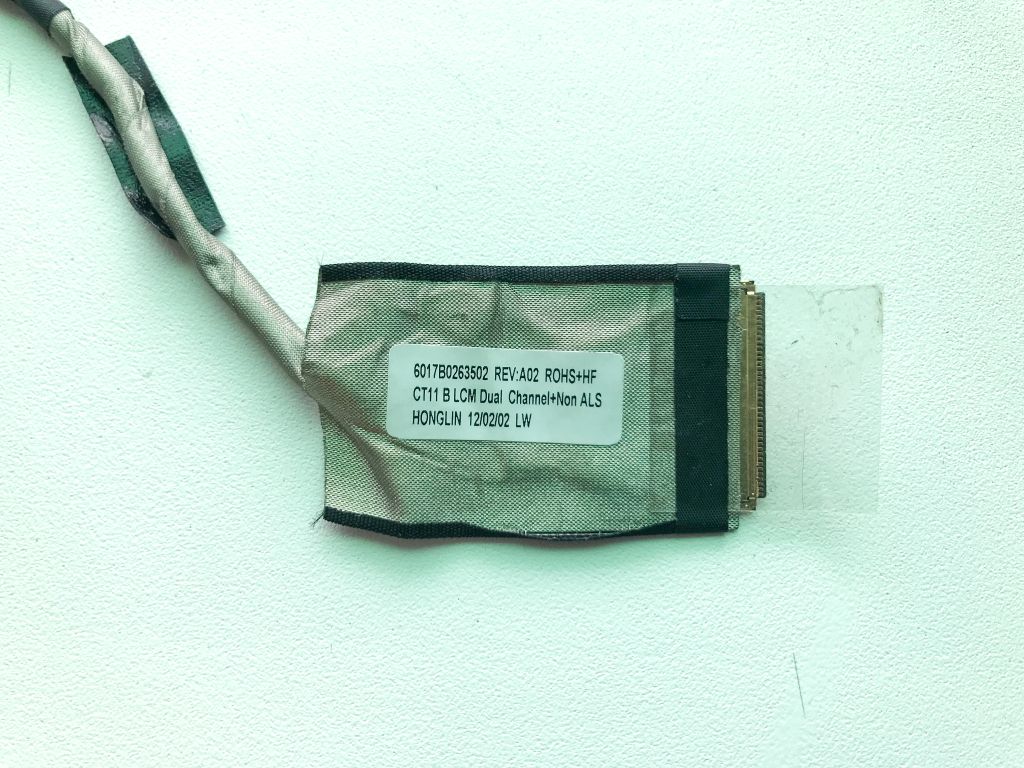 6017B0263502 REV:A02 ROHS+HF
CT11 B LCM Dual Channel+Non ALS
HONGLIN 12/02/02 LW